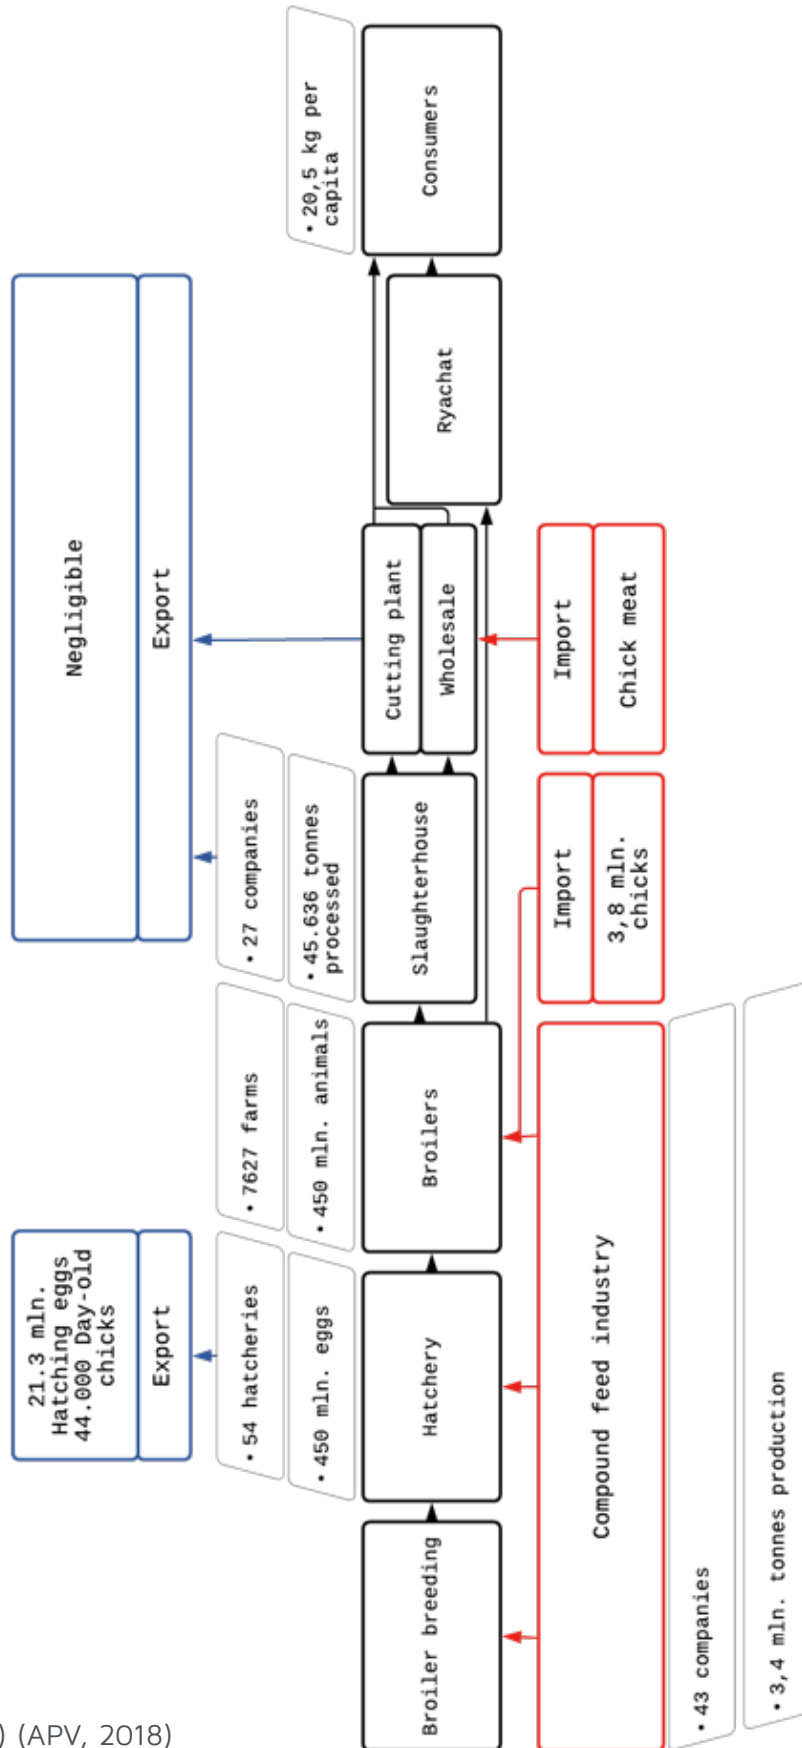 21.3 mln.
Hatching eggs
44.000 Day-old
chicks
Export
Negligible
Export
• 54 hatcheries
• 7627 farms
• 27 companies
• 450 mln. eggs
• 450 mln. animals
• 45.636 tonnes
processed
• 20,5 kg per
capita
Broiler breeding
Hatchery
Broilers
Slaughterhouse
Cutting plant
Wholesale
Ryachat
Consumers
Compound feed industry
Import
3,8 mln.
chicks
Import
Chick meat
• 43 companies
• 3,4 mln. tonnes production
) (APV, 2018)